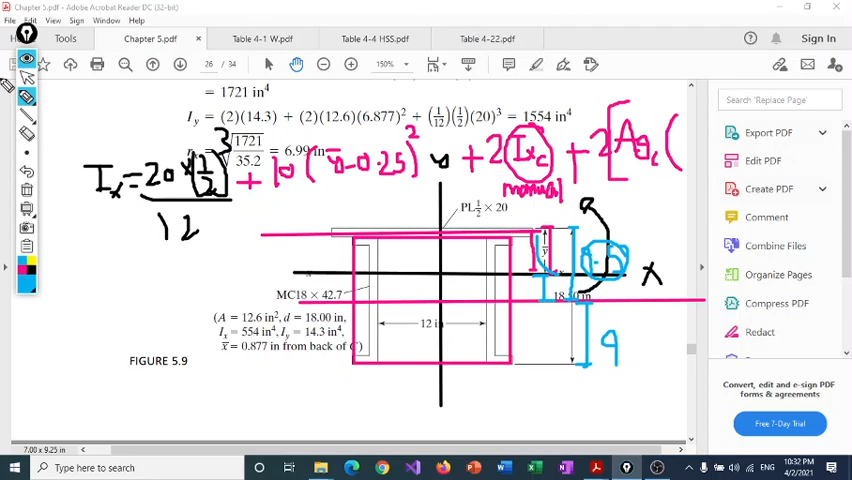 Chapter 5.pdf - Adobe Acrobat Reader DC (32-bit)
File Edit View Sign Window Help
Tools Chapter 5.pdf × Table 4-1 W.pdf Table 4-4 HSS.pdf Table 4-22.pdf Sign In
26 / 34 150%
= 1721 in⁴
I_y = (2)(14.3) + (2)(12.6)(6.877)² + (1/12)(1/2)(20)³ = 1554 in⁴
√1721/35.2 = 6.99 in
I_x = 20 × (1/2)³ / 12 + 10(ȳ-0.25)² + 2 I_xc + 2[A
manual
PL 1/2 × 20
y
X
MC18 × 42.7
18.50 in
12 in
(A = 12.6 in², d = 18.00 in,
I_x = 554 in⁴, I_y = 14.3 in⁴,
x̄ = 0.877 in from back of C)
9
FIGURE 5.9
7.00 x 9.25 in
Search 'Replace Page'
Export PDF
Edit PDF
Create PDF
Comment
Combine Files
Organize Pages
Compress PDF
Redact
Convert, edit and e-sign PDF
forms & agreements
Free 7-Day Trial
Type here to search
ENG
10:32 PM
4/2/2021